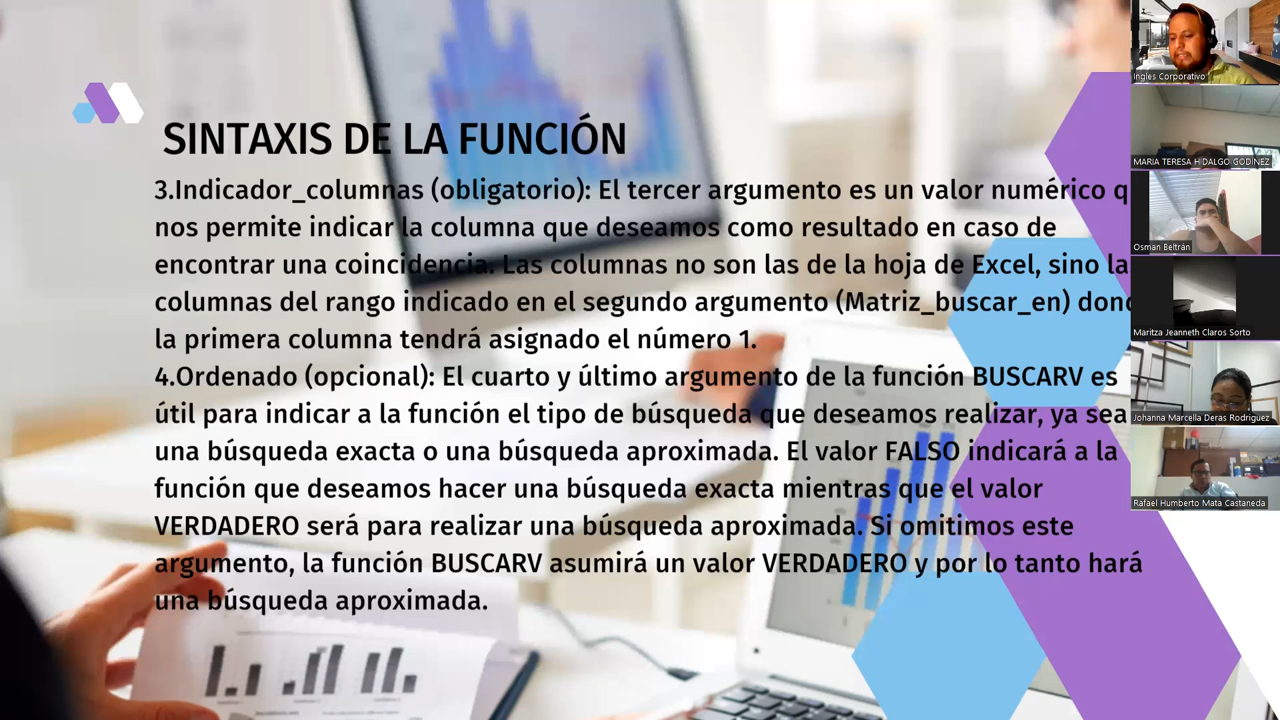 SINTAXIS DE LA FUNCIÓN
3.Indicador_columnas (obligatorio): El tercer argumento es un valor numérico q
nos permite indicar la columna que deseamos como resultado en caso de
encontrar una coincidencia. Las columnas no son las de la hoja de Excel, sino la
columnas del rango indicado en el segundo argumento (Matriz_buscar_en) dond
la primera columna tendrá asignado el número 1.
4.Ordenado (opcional): El cuarto y último argumento de la función BUSCARV es
útil para indicar a la función el tipo de búsqueda que deseamos realizar, ya sea
una búsqueda exacta o una búsqueda aproximada. El valor FALSO indicará a la
función que deseamos hacer una búsqueda exacta mientras que el valor
VERDADERO será para realizar una búsqueda aproximada. Si omitimos este
argumento, la función BUSCARV asumirá un valor VERDADERO y por lo tanto hará
una búsqueda aproximada.
Ingles Corporativo
MARIA TERESA HIDALGO GODINEZ
Osman Beltrán
Maritza Jeanneth Claros Sorto
Johanna Marcella Deras Rodriguez
Rafael Humberto Mata Castaneda